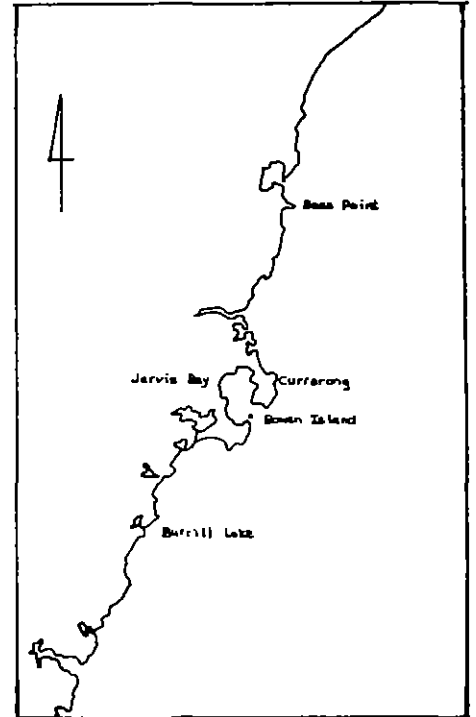 Bass Point
Jervis Bay
Currarong
Bowen Island
Burrill Lake